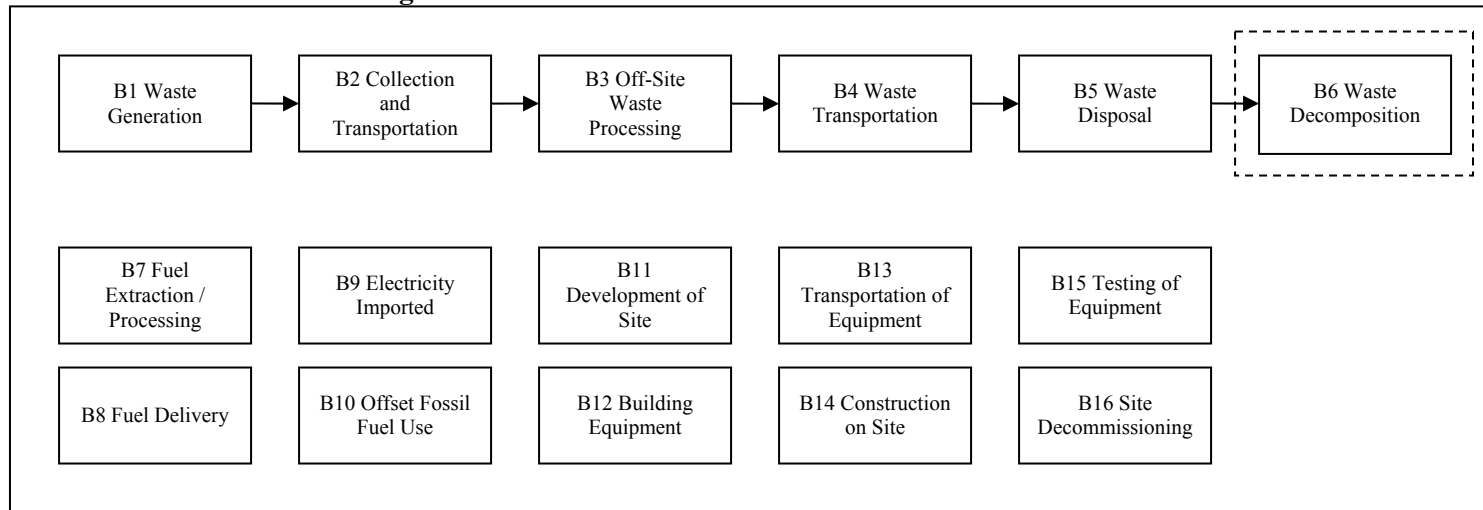 B1 Waste
Generation
B2 Collection
and
Transportation
B3 Off-Site
Waste
Processing
B4 Waste
Transportation
B5 Waste
Disposal
B6 Waste
Decomposition
B7 Fuel
Extraction /
Processing
B9 Electricity
Imported
B11
Development of
Site
B13
Transportation of
Equipment
B15 Testing of
Equipment
B8 Fuel Delivery
B10 Offset Fossil
Fuel Use
B12 Building
Equipment
B14 Construction
on Site
B16 Site
Decommissioning